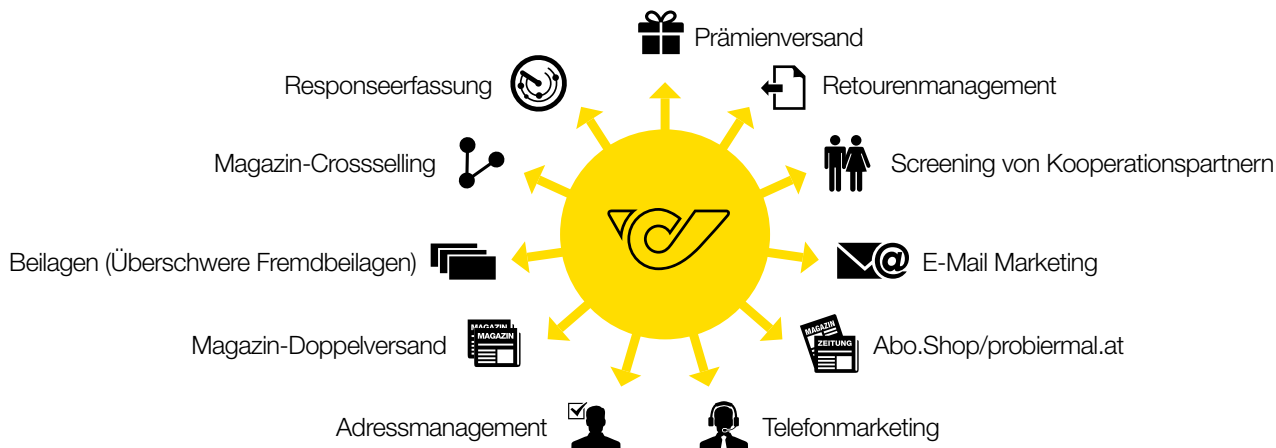 Prämienversand
Responseerfassung
Retourenmanagement
Magazin-Crossselling
Screening von Kooperationspartnern
Beilagen (Überschwere Fremdbeilagen)
@
E-Mail Marketing
Magazin-Doppelversand
MAGAZIN
MAGAZIN
MAGAZIN
ZEITUNG
Abo.Shop/probiermal.at
Adressmanagement
Telefonmarketing